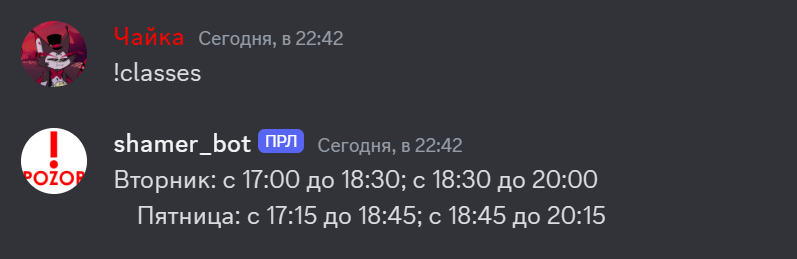 Чайка Сегодня, в 22:42
!classes
! POZOR
shamer_bot ПРЛ Сегодня, в 22:42
Вторник: с 17:00 до 18:30; с 18:30 до 20:00
Пятница: с 17:15 до 18:45; с 18:45 до 20:15